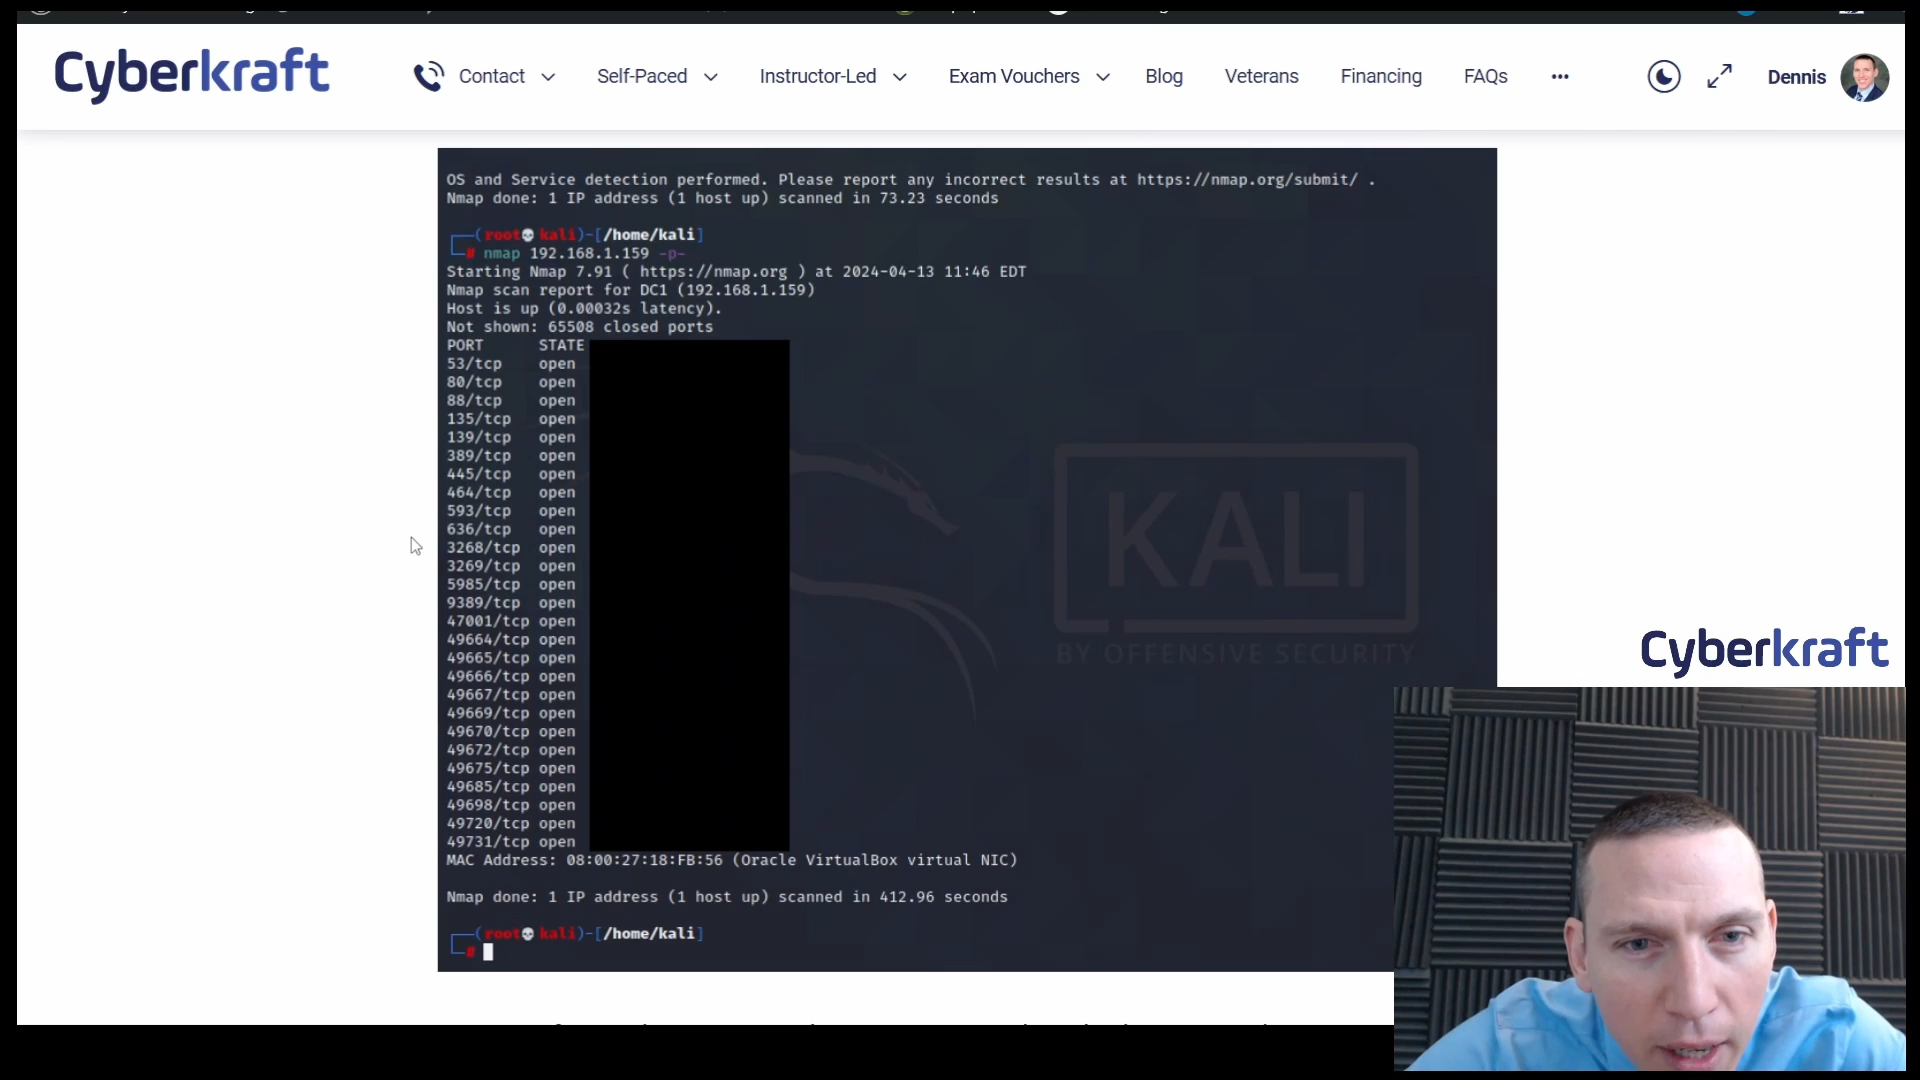 Cyberkraft
Contact
Self-Paced
Instructor-Led
Exam Vouchers
Blog
Veterans
Financing
FAQs
Dennis
OS and Service detection performed. Please report any incorrect results at https://nmap.org/submit/ .
Nmap done: 1 IP address (1 host up) scanned in 73.23 seconds
(root💀kali)-[/home/kali]
# nmap 192.168.1.159 -p-
Starting Nmap 7.91 ( https://nmap.org ) at 2024-04-13 11:46 EDT
Nmap scan report for DC1 (192.168.1.159)
Host is up (0.00032s latency).
Not shown: 65508 closed ports
PORT STATE
53/tcp open
80/tcp open
88/tcp open
135/tcp open
139/tcp open
389/tcp open
445/tcp open
464/tcp open
593/tcp open
636/tcp open
3268/tcp open
3269/tcp open
5985/tcp open
9389/tcp open
47001/tcp open
49664/tcp open
49665/tcp open
49666/tcp open
49667/tcp open
49669/tcp open
49670/tcp open
49672/tcp open
49675/tcp open
49685/tcp open
49698/tcp open
49720/tcp open
49731/tcp open
MAC Address: 08:00:27:18:FB:56 (Oracle VirtualBox virtual NIC)
Nmap done: 1 IP address (1 host up) scanned in 412.96 seconds
(root💀kali)-[/home/kali]
#
KALI
BY OFFENSIVE SECURITY
Cyberkraft